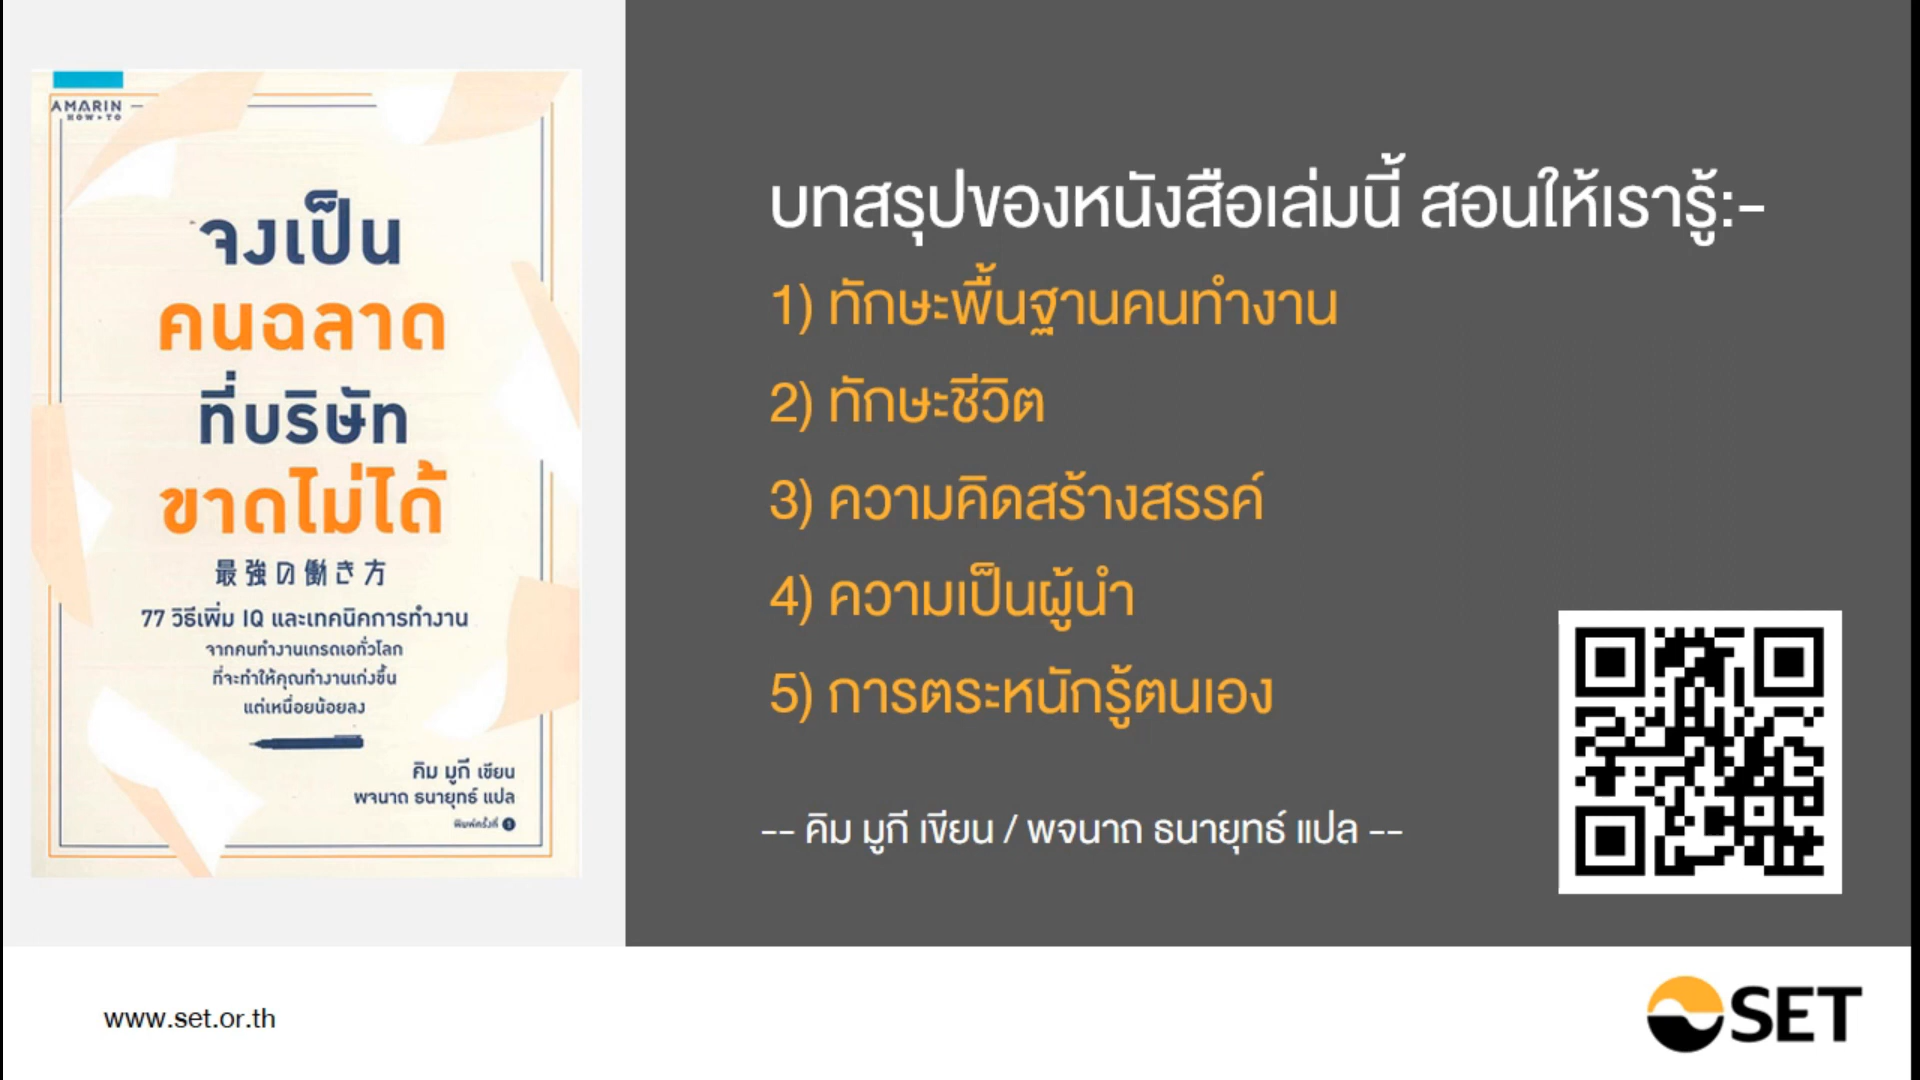 AMARIN
HOW TO
จงเป็น
คนฉลาด
ที่บริษัท
ขาดไม่ได้
最強の働き方
77 วิธีเพิ่ม IQ และเทคนิคการทำงาน
จากคนทำงานเกรดเอทั่วโลก
ที่จะทำให้คุณทำงานเก่งขึ้น
แต่เหนื่อยน้อยลง
คิม มูกี เขียน
พจนาถ ธนายุทธ์ แปล
พิมพ์ครั้งที่ 1
บทสรุปของหนังสือเล่มนี้ สอนให้เรารู้:-
1) ทักษะพื้นฐานคนทำงาน
2) ทักษะชีวิต
3) ความคิดสร้างสรรค์
4) ความเป็นผู้นำ
5) การตระหนักรู้ตนเอง
-- คิม มูกี เขียน / พจนาถ ธนายุทธ์ แปล --
www.set.or.th
SET